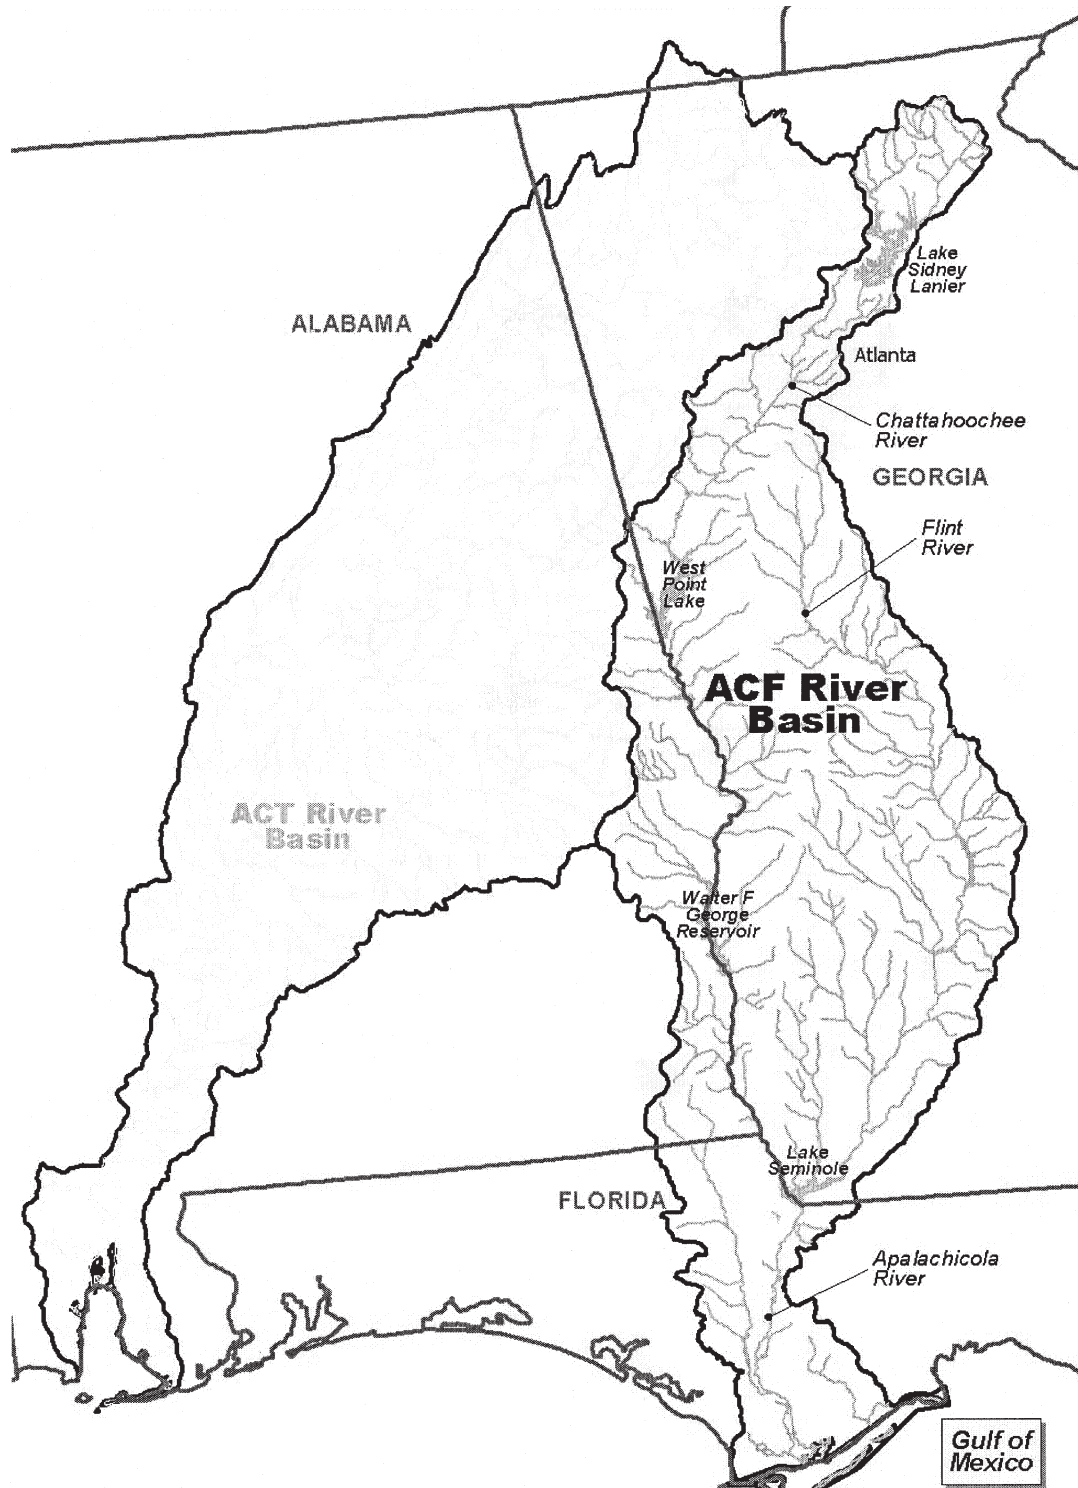 Lake
Sidney
Lanier
ALABAMA
Atlanta
Chattahoochee
River
GEORGIA
Flint
River
West
Point
Lake
ACF River
Basin
ACT River
Basin
Walter F
George
Reservoir
Lake
Seminole
FLORIDA
Apalachicola
River
Gulf of
Mexico